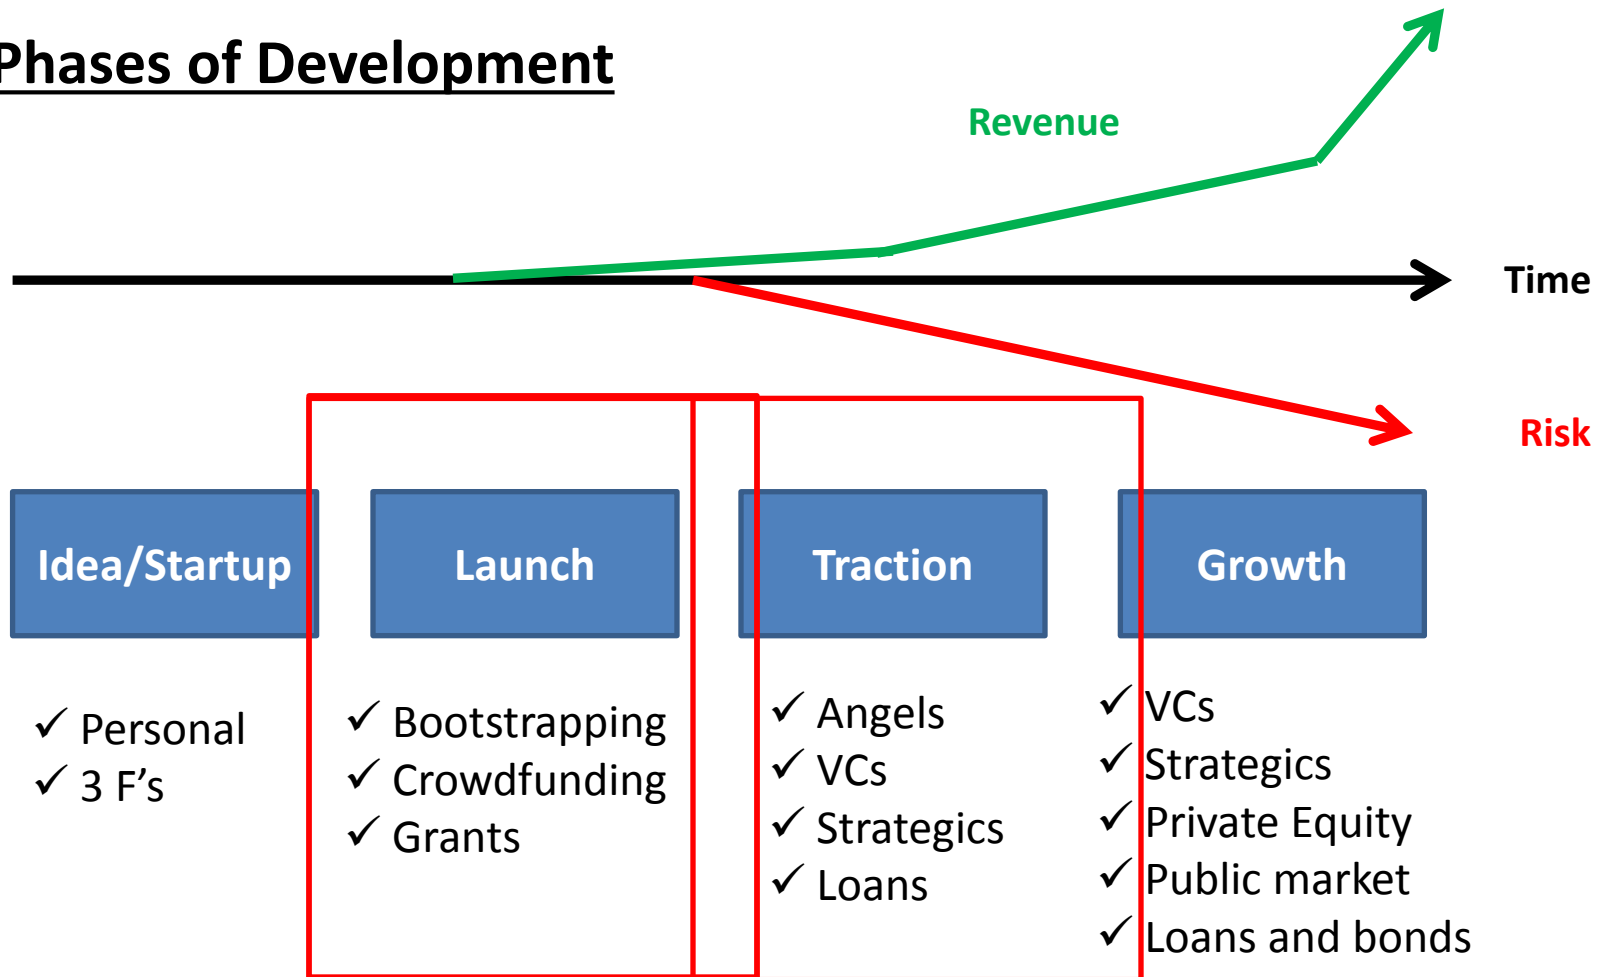 Phases of Development
Revenue
Time
Risk
Idea/Startup
Launch
Traction
Growth
✓ Personal
✓ 3 F’s
✓ Bootstrapping
✓ Crowdfunding
✓ Grants
✓ Angels
✓ VCs
✓ Strategics
✓ Loans
✓ VCs
✓ Strategics
✓ Private Equity
✓ Public market
✓ Loans and bonds